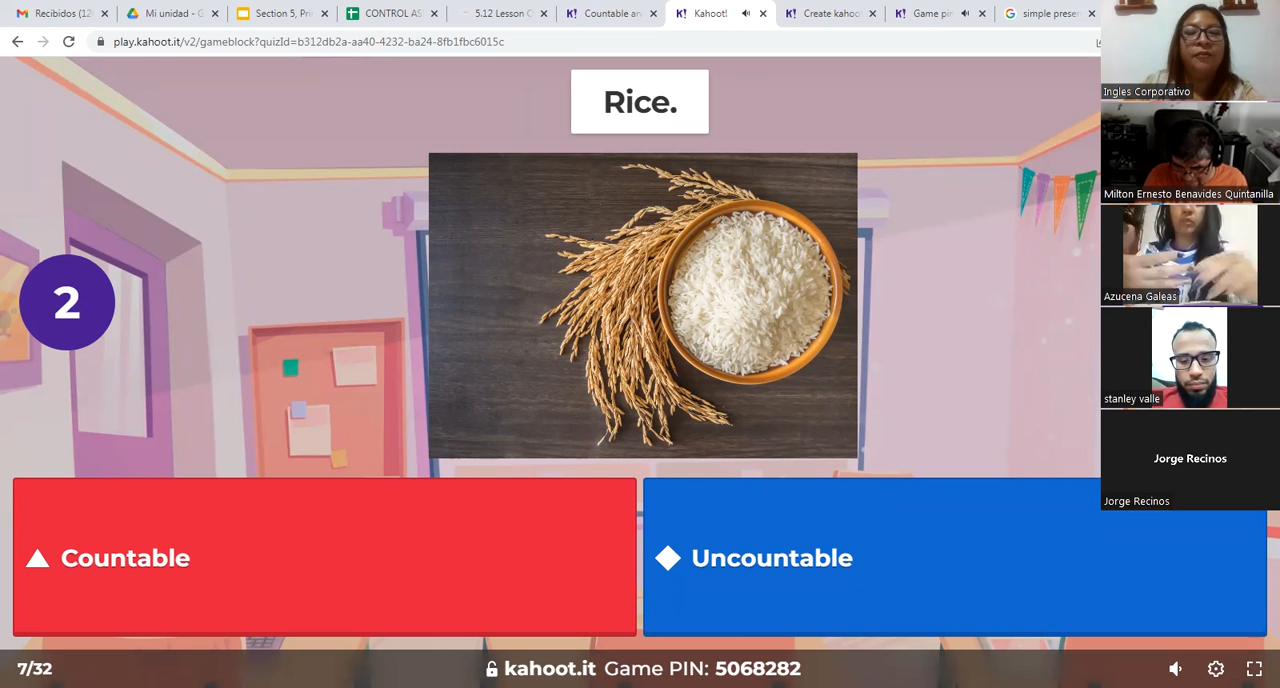 Recibidos (12
Mi unidad - G
Section 5, Pri
CONTROL AS
5.12 Lesson C
Countable an
Kahoot!
Create kahoo
Game pin
simple presen
play.kahoot.it/v2/gameblock?quizId=b312db2a-aa40-4232-ba24-8fb1fbc6015c
Rice.
2
Ingles Corporativo
Milton Ernesto Benavides Quintanilla
Azucena Galeas
stanley valle
Jorge Recinos
Jorge Recinos
Countable
Uncountable
7/32
kahoot.it Game PIN: 5068282